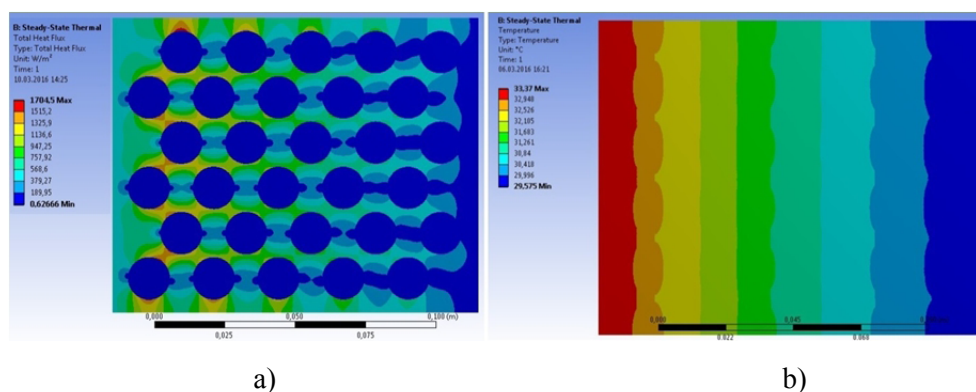 B: Steady-State Thermal
Total Heat Flux
Type: Total Heat Flux
Unit: W/m²
Time: 1
10.03.2016 14:25
1704,5 Max
1515,2
1325,9
1136,6
947,25
757,92
568,6
379,27
189,95
0,62666 Min
0,000
0,050
0,100 (m)
0,025
0,075
B: Steady-State Thermal
Temperature
Type: Temperature
Unit: °C
Time: 1
06.03.2016 16:21
33,37 Max
32,948
32,526
32,105
31,683
31,261
30,84
30,418
29,996
29,575 Min
0,000
0,045
0.022
0.068
a)
b)